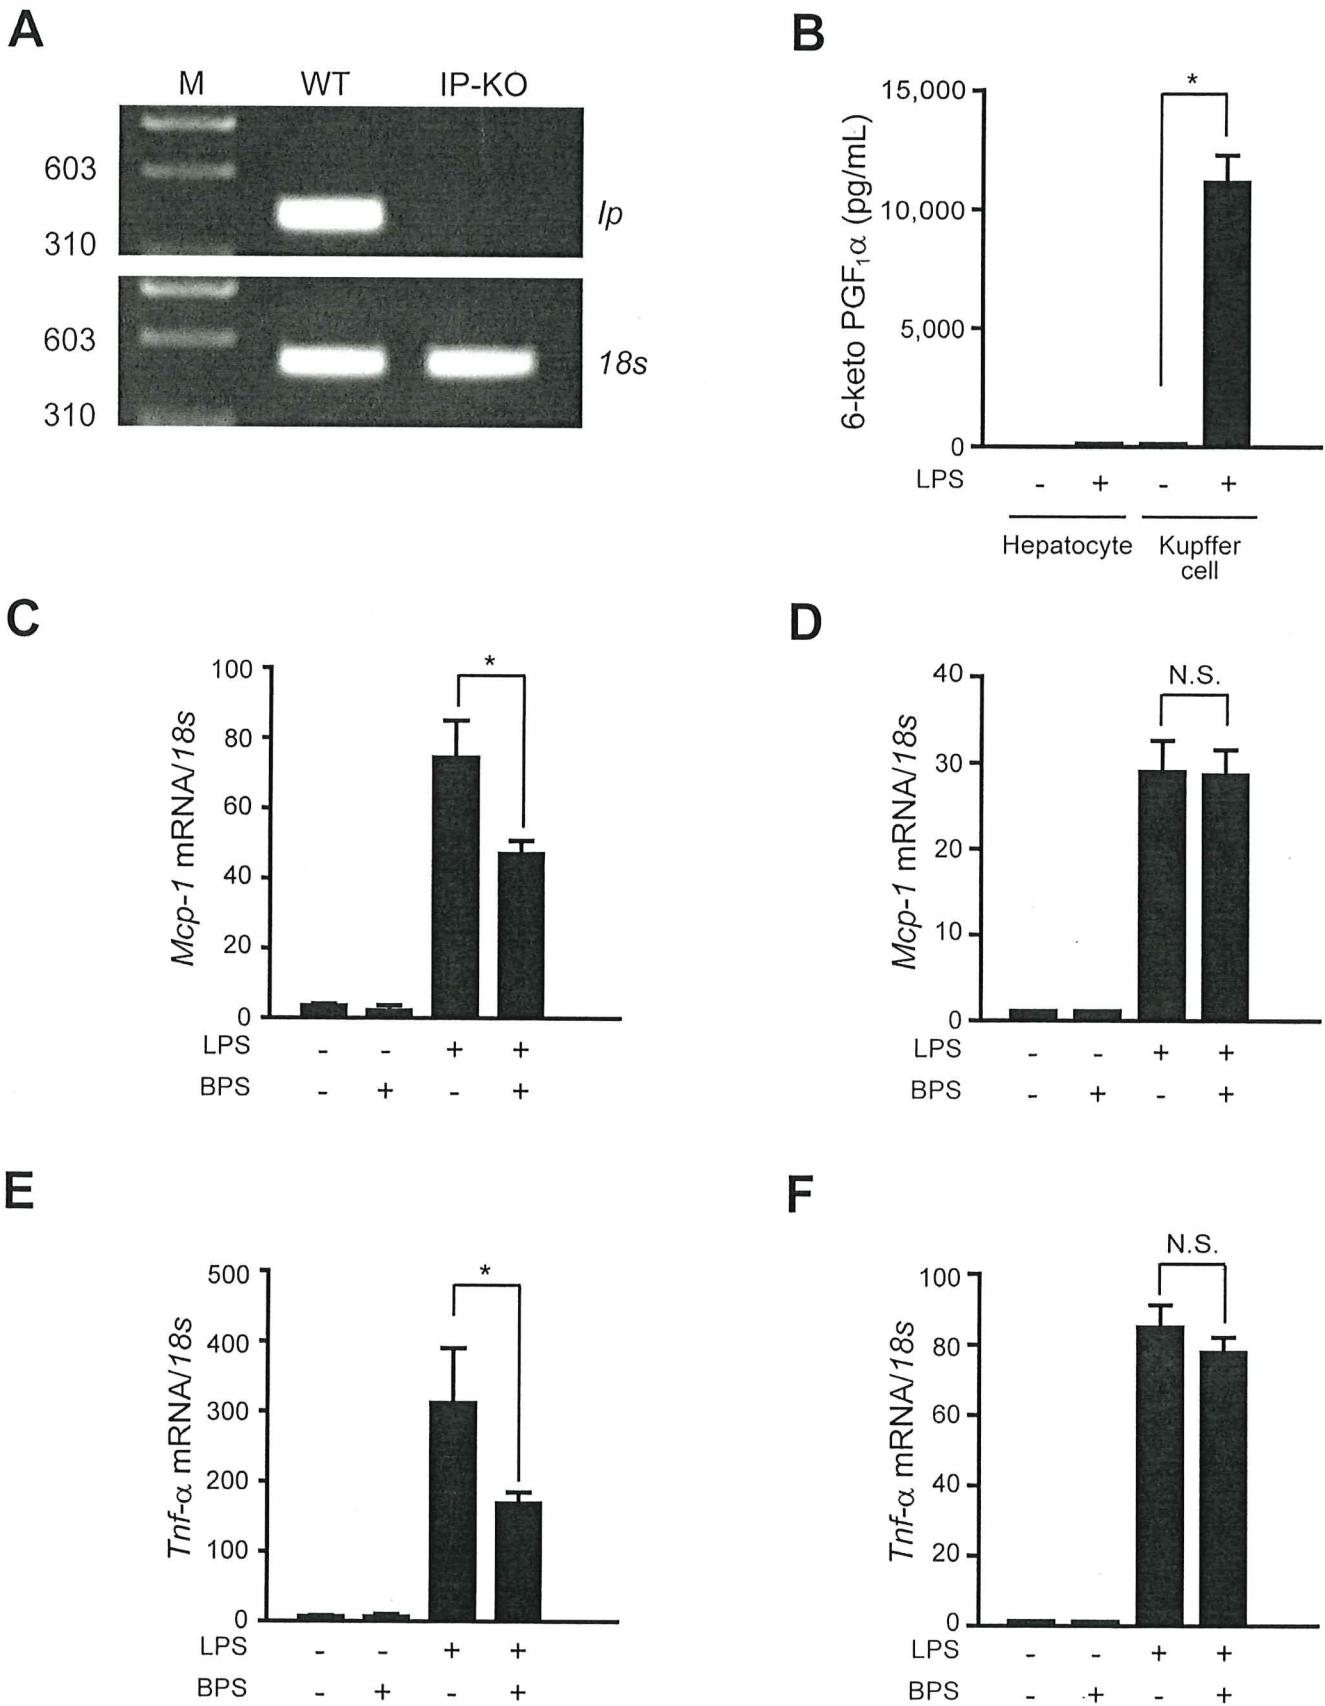 A
M WT IP-KO
603
310
Ip
603
310
18s
B
15,000
10,000
5,000
0
6-keto PGF₁α (pg/mL)
*
LPS - + - +
Hepatocyte Kupffer
cell
C
100
80
60
40
20
0
Mcp-1 mRNA/18s
*
LPS - - + +
BPS - + - +
D
40
30
20
10
0
Mcp-1 mRNA/18s
N.S.
LPS - - + +
BPS - + - +
E
500
400
300
200
100
0
Tnf-α mRNA/18s
*
LPS - - + +
BPS - + - +
F
100
80
60
40
20
0
Tnf-α mRNA/18s
N.S.
LPS - - + +
BPS - + - +